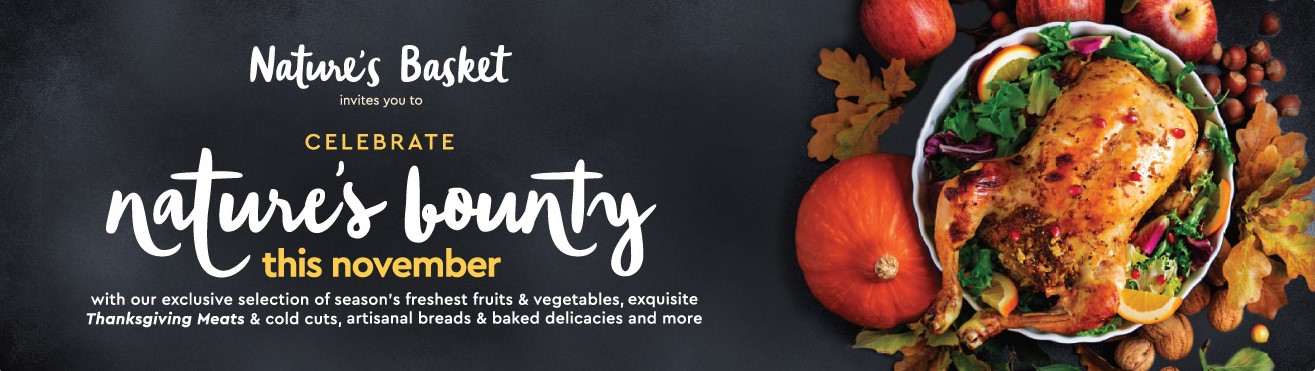 Nature's Basket
invites you to
CELEBRATE
nature's bounty
this november
with our exclusive selection of season's freshest fruits & vegetables, exquisite
Thanksgiving Meats & cold cuts, artisanal breads & baked delicacies and more